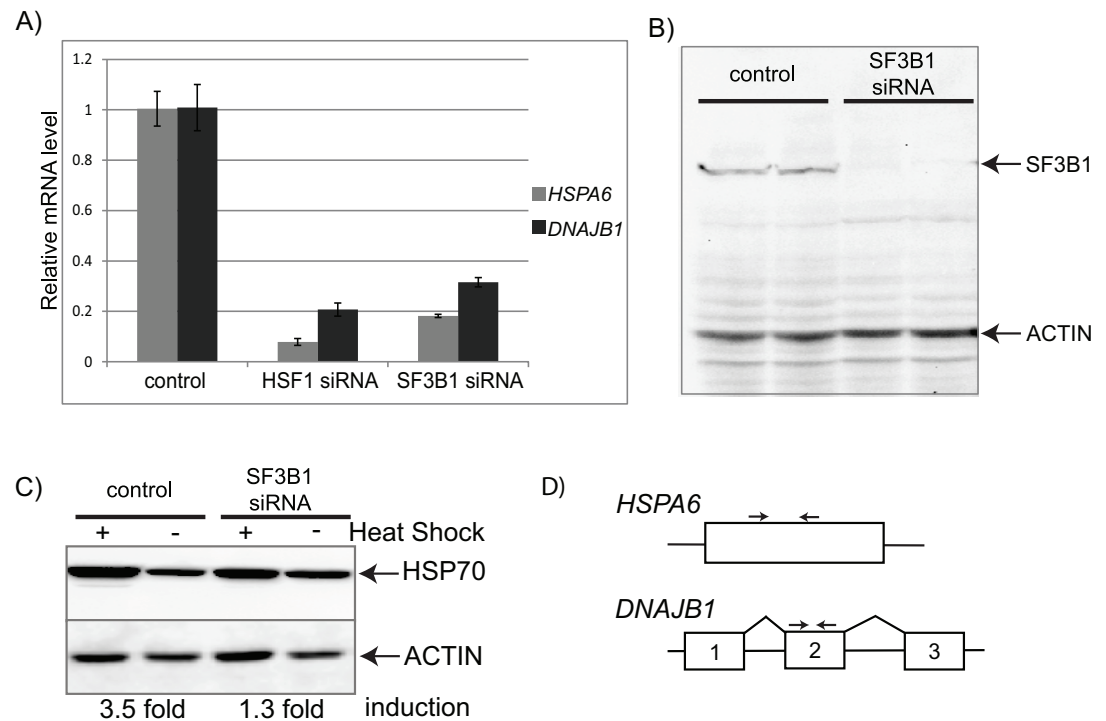 A)
1.2
1
0.8
0.6
0.4
0.2
0
Relative mRNA level
control
HSF1 siRNA
SF3B1 siRNA
HSPA6
DNAJB1
B)
control
SF3B1
siRNA
SF3B1
ACTIN
C)
control
SF3B1
siRNA
+ - + - Heat Shock
HSP70
ACTIN
3.5 fold 1.3 fold induction
D)
HSPA6
DNAJB1
1 2 3